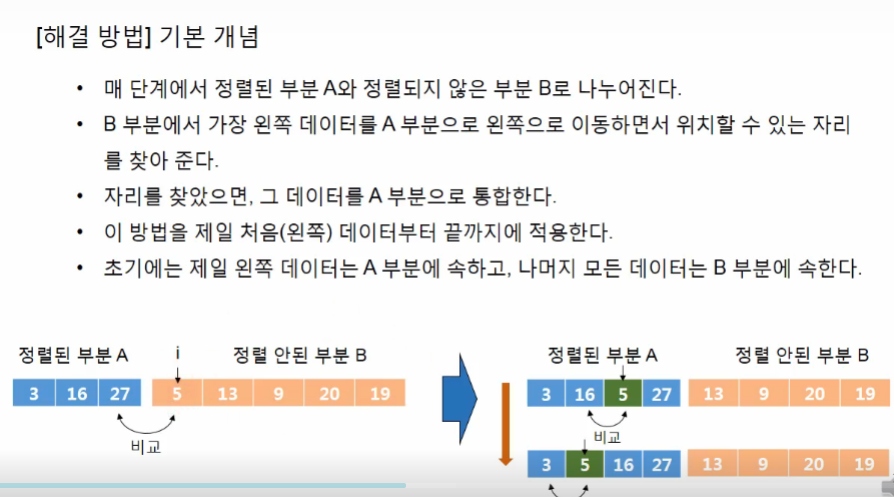 [해결 방법] 기본 개념
• 매 단계에서 정렬된 부분 A와 정렬되지 않은 부분 B로 나누어진다.
• B 부분에서 가장 왼쪽 데이터를 A 부분으로 왼쪽으로 이동하면서 위치할 수 있는 자리
를 찾아 준다.
• 자리를 찾았으면, 그 데이터를 A 부분으로 통합한다.
• 이 방법을 제일 처음(왼쪽) 데이터부터 끝까지에 적용한다.
• 초기에는 제일 왼쪽 데이터는 A 부분에 속하고, 나머지 모든 데이터는 B 부분에 속한다.
정렬된 부분 A i 정렬 안된 부분 B
3 16 27 5 13 9 20 19
비교
정렬된 부분 A 정렬 안된 부분 B
3 16 5 27 13 9 20 19
비교
3 5 16 27 13 9 20 19